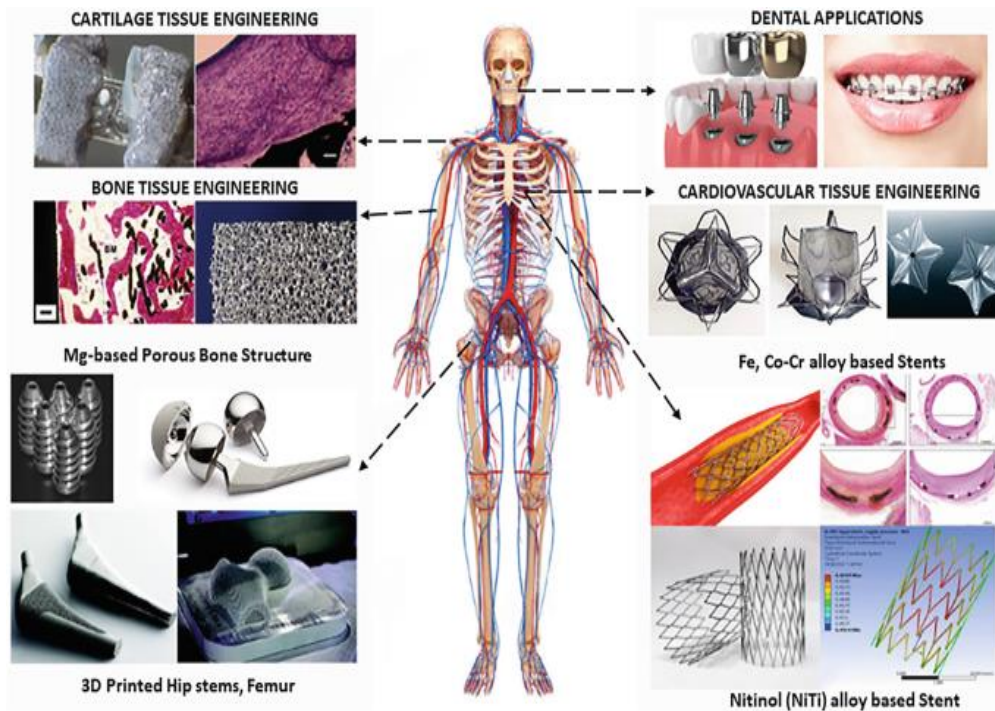 CARTILAGE TISSUE ENGINEERING
BONE TISSUE ENGINEERING
BM
Mg-based Porous Bone Structure
3D Printed Hip stems, Femur
DENTAL APPLICATIONS
CARDIOVASCULAR TISSUE ENGINEERING
Fe, Co-Cr alloy based Stents
Nitinol (NiTi) alloy based Stent